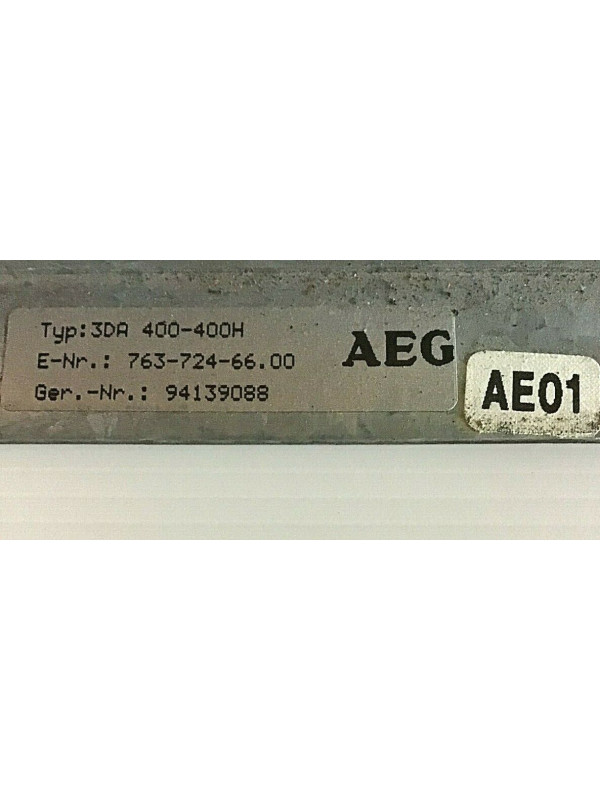 Typ:3DA 400-400H
E-Nr.: 763-724-66.00
Ger.-Nr.: 94139088
AEG
AE01